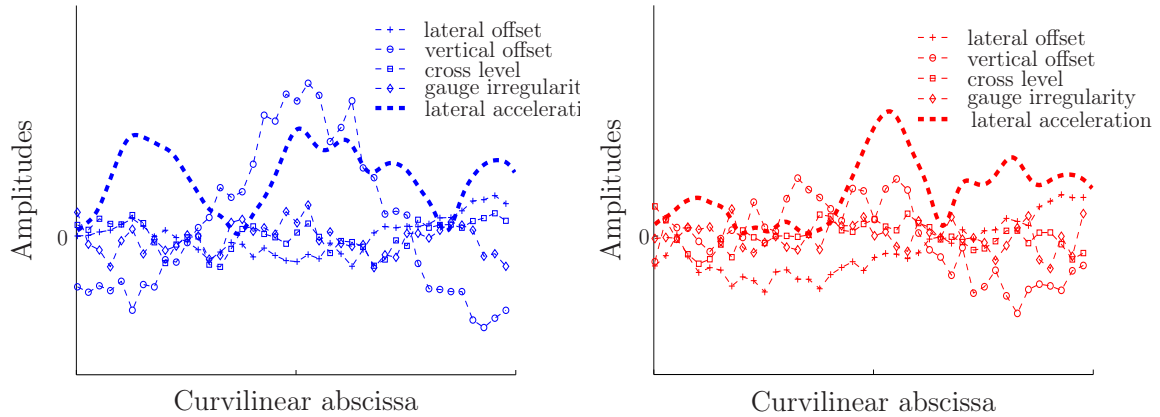 lateral offset
vertical offset
cross level
gauge irregularit
lateral accelerati
Amplitudes
0
Curvilinear abscissa
lateral offset
vertical offset
cross level
gauge irregularity
lateral acceleration
Amplitudes
0
Curvilinear abscissa